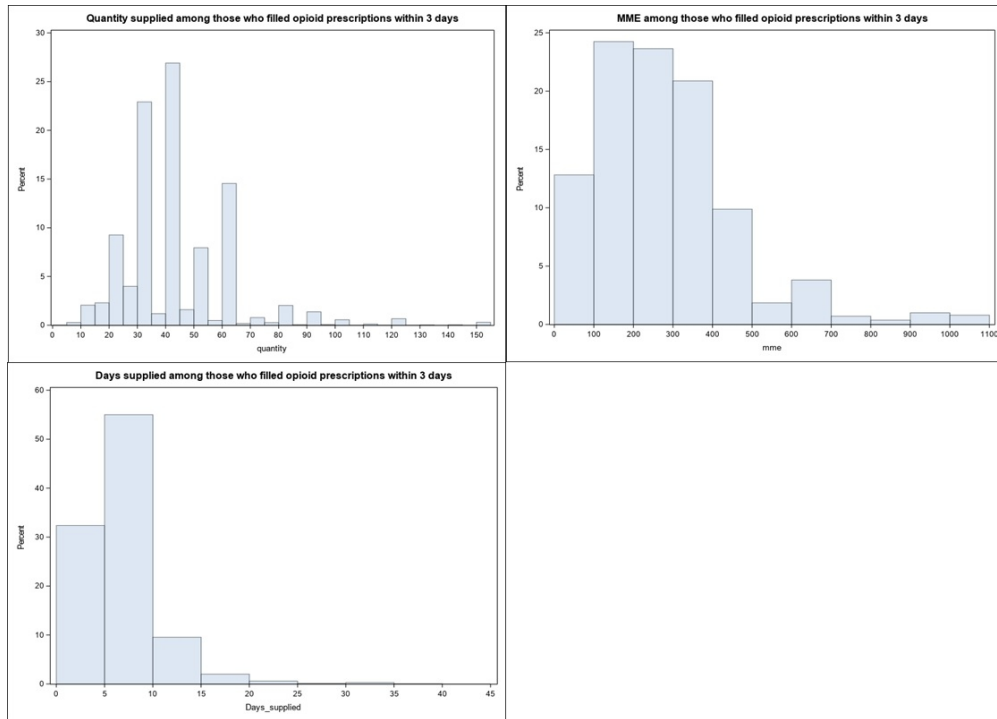 Quantity supplied among those who filled opioid prescriptions within 3 days
30
25
20
15
10
5
0
Percent
0 10 20 30 40 50 60 70 80 90 100 110 120 130 140 150
quantity
MME among those who filled opioid prescriptions within 3 days
25
20
15
10
5
0
Percent
0 100 200 300 400 500 600 700 800 900 1000 1100
mme
Days supplied among those who filled opioid prescriptions within 3 days
60
50
40
30
20
10
0
Percent
0 5 10 15 20 25 30 35 40 45
Days_supplied